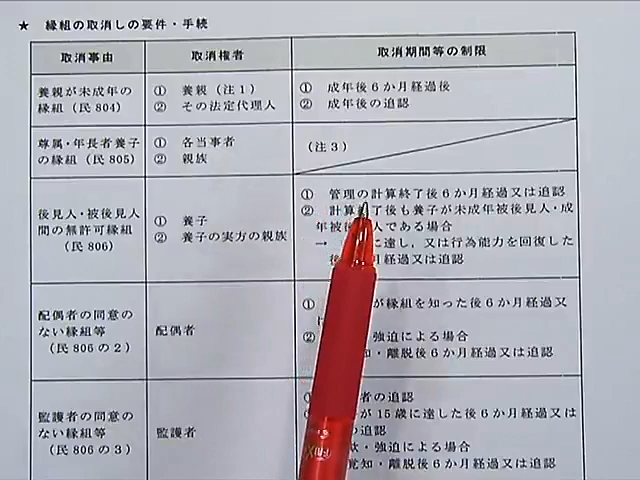 ★ 縁組の取消しの要件・手続
取消事由
取消権者
取消期間等の制限
養親が未成年の
縁組(民804)
① 養親(注1)
② その法定代理人
① 成年後6か月経過後
② 成年後の追認
尊属・年長者養子
の縁組(民805)
① 各当事者
② 親族
(注3)
後見人・被後見人
間の無許可縁組
(民806)
① 養子
② 養子の実方の親族
① 管理の計算終了後6か月経過又は追認
② 計算終了後も養子が未成年被後見人・成
年被後 人である場合
→ に達し,又は行為能力を回復した
後 月経過又は追認
配偶者の同意の
ない縁組等
(民806の2)
配偶者
① が縁組を知った後6か月経過又
② 強迫による場合
知・離脱後6か月経過又は追認
監護者の同意の
ない縁組等
(民806の3)
監護者
者の追認
が15歳に達した後6か月経過又は
の追認
欺・強迫による場合
覚知・離脱後6か月経過又は追認